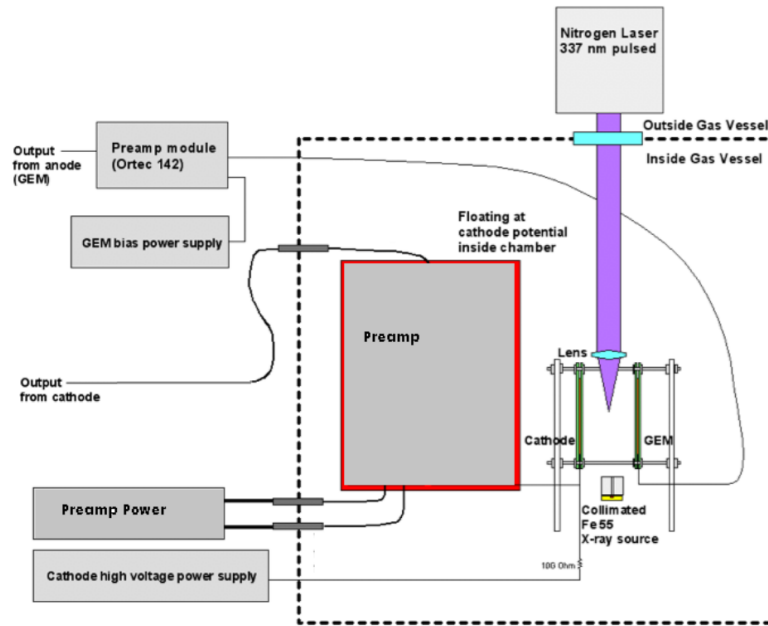 Nitrogen Laser
337 nm pulsed
Outside Gas Vessel
Inside Gas Vessel
Output
from anode
(GEM)
Preamp module
(Ortec 142)
GEM bias power supply
Floating at
cathode potential
inside chamber
Preamp
Lens
Output
from cathode
Cathode
GEM
Preamp Power
Collimated
Fe55
X-ray source
10G Ohm
Cathode high voltage power supply